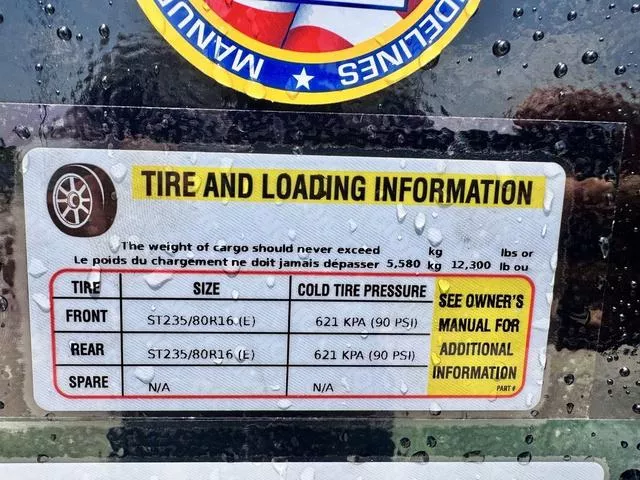 MANU
DELINES
TIRE AND LOADING INFORMATION
The weight of cargo should never exceed kg lbs or
Le poids du chargement ne doit jamais dépasser 5,580 kg 12,300 lb ou
TIRE SIZE COLD TIRE PRESSURE
FRONT ST235/80R16 (E) 621 KPA (90 PSI)
REAR ST235/80R16 (E) 621 KPA (90 PSI)
SPARE N/A N/A
SEE OWNER'S
MANUAL FOR
ADDITIONAL
INFORMATION
PART #